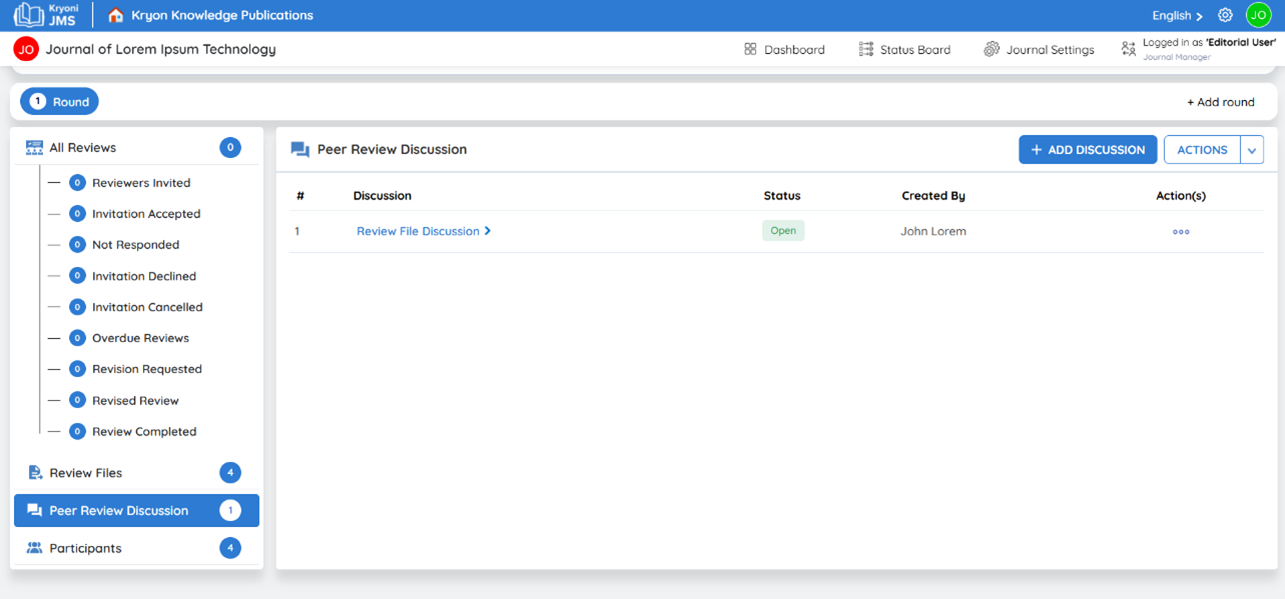 Kryoni
JMS
Kryon Knowledge Publications
English
JO
JO
Journal of Lorem Ipsum Technology
Dashboard
Status Board
Journal Settings
Logged in as 'Editorial User'
Journal Manager
1 Round
+ Add round
All Reviews 0
0 Reviewers Invited
0 Invitation Accepted
0 Not Responded
0 Invitation Declined
0 Invitation Cancelled
0 Overdue Reviews
0 Revision Requested
0 Revised Review
0 Review Completed
Review Files 4
Peer Review Discussion 1
Participants 4
Peer Review Discussion
+ ADD DISCUSSION
ACTIONS
# Discussion Status Created By Action(s)
1 Review File Discussion Open John Lorem